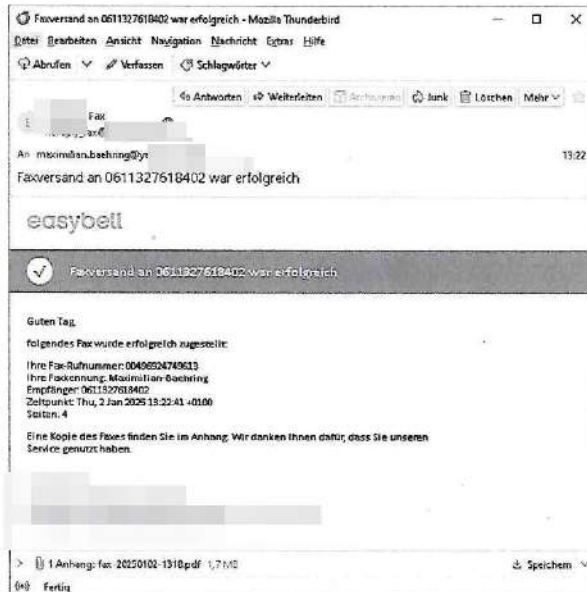 Faxversand an 0611327618402 war erfolgreich - Mozilla Thunderbird
Datei Bearbeiten Ansicht Navigation Nachricht Extras Hilfe
Abrufen Verfassen Schlagwörter
Antworten Weiterleiten Archivieren Junk Löschen Mehr
Fax
An maximilian.baehring@
13:22
Faxversand an 0611327618402 war erfolgreich
easybell
Faxversand an 0611327618402 war erfolgreich
Guten Tag,
folgendes Fax wurde erfolgreich zugestellt:
Ihre Fax-Rufnummer: 00496924749613
Ihre Faxkennung: Maximilian Baehring
Empfänger: 0611327618402
Zeitpunkt: Thu, 2 Jan 2025 13:22:41 +0100
Seiten: 4
Eine Kopie des Faxes finden Sie im Anhang. Wir danken Ihnen dafür, dass Sie unseren
Service genutzt haben.
1 Anhang: fax-20250102-1318.pdf 1,7 MB
Speichern
Fertig